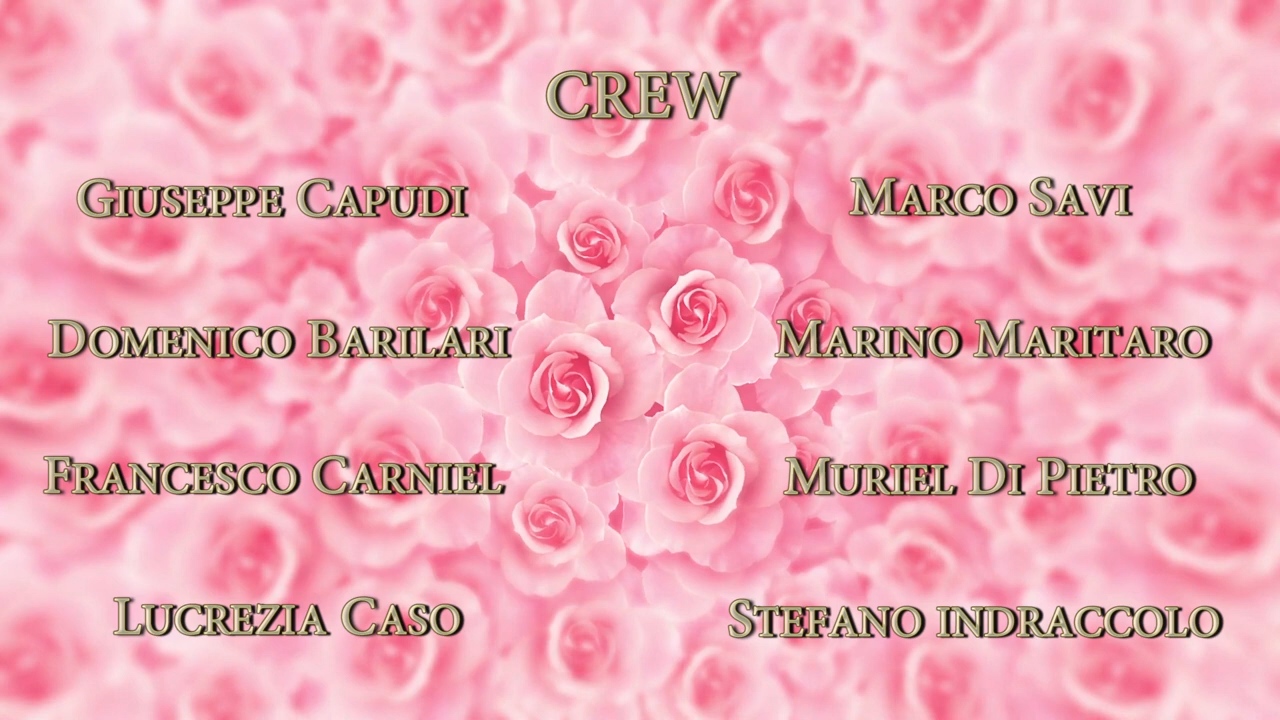 CREW
Giuseppe Capudi
Marco Savi
Domenico Barilari
Marino Maritaro
Francesco Carniel
Muriel Di Pietro
Lucrezia Caso
Stefano indraccolo